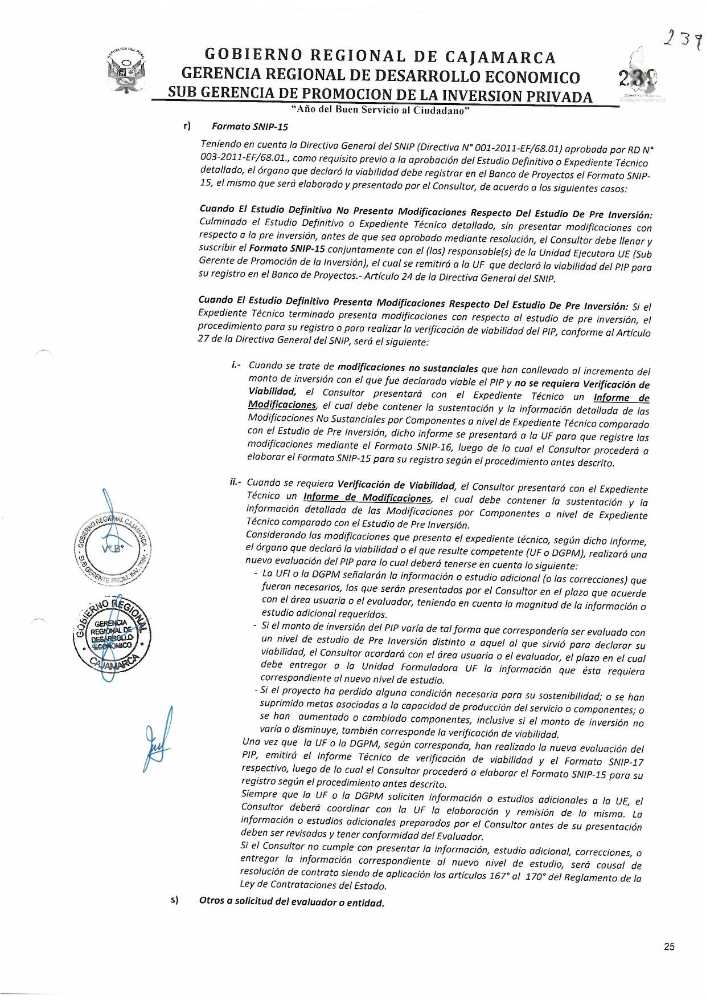 239
REPUBLICA DEL PERU
GOBIERNO REGIONAL DE CAJAMARCA
GERENCIA REGIONAL DE DESARROLLO ECONOMICO
SUB GERENCIA DE PROMOCION DE LA INVERSION PRIVADA
Cajamarca
“Año del Buen Servicio al Ciudadano”
r) Formato SNIP-15
Teniendo en cuenta la Directiva General del SNIP (Directiva N° 001-2011-EF/68.01) aprobada por RD N°
003-2011-EF/68.01., como requisito previo a la aprobación del Estudio Definitivo o Expediente Técnico
detallado, el órgano que declaró la viabilidad debe registrar en el Banco de Proyectos el Formato SNIP-
15, el mismo que será elaborado y presentado por el Consultor, de acuerdo a los siguientes casos:
Cuando El Estudio Definitivo No Presenta Modificaciones Respecto Del Estudio De Pre Inversión:
Culminado el Estudio Definitivo o Expediente Técnico detallado, sin presentar modificaciones con
respecto a la pre inversión, antes de que sea aprobado mediante resolución, el Consultor debe llenar y
suscribir el Formato SNIP-15 conjuntamente con el (los) responsable(s) de la Unidad Ejecutora UE (Sub
Gerente de Promoción de la Inversión), el cual se remitirá a la UF que declaró la viabilidad del PIP para
su registro en el Banco de Proyectos.- Artículo 24 de la Directiva General del SNIP.
Cuando El Estudio Definitivo Presenta Modificaciones Respecto Del Estudio De Pre Inversión: Si el
Expediente Técnico terminado presenta modificaciones con respecto al estudio de pre inversión, el
procedimiento para su registro o para realizar la verificación de viabilidad del PIP, conforme al Artículo
27 de la Directiva General del SNIP, será el siguiente:
i.- Cuando se trate de modificaciones no sustanciales que han conllevado al incremento del
monto de inversión con el que fue declarado viable el PIP y no se requiera Verificación de
Viabilidad, el Consultor presentará con el Expediente Técnico un Informe de
Modificaciones, el cual debe contener la sustentación y la información detallada de las
Modificaciones No Sustanciales por Componentes a nivel de Expediente Técnico comparado
con el Estudio de Pre Inversión, dicho informe se presentará a la UF para que registre las
modificaciones mediante el Formato SNIP-16, luego de lo cual el Consultor procederá a
elaborar el Formato SNIP-15 para su registro según el procedimiento antes descrito.
ii.- Cuando se requiera Verificación de Viabilidad, el Consultor presentará con el Expediente
Técnico un Informe de Modificaciones, el cual debe contener la sustentación y la
información detallada de las Modificaciones por Componentes a nivel de Expediente
Técnico comparado con el Estudio de Pre Inversión.
Considerando las modificaciones que presenta el expediente técnico, según dicho informe,
el órgano que declaró la viabilidad o el que resulte competente (UF o DGPM), realizará una
nueva evaluación del PIP para lo cual deberá tenerse en cuenta lo siguiente:
- La UFI o la DGPM señalarán la información o estudio adicional (o las correcciones) que
fueran necesarios, los que serán presentados por el Consultor en el plazo que acuerde
con el área usuaria o el evaluador, teniendo en cuenta la magnitud de la información o
estudio adicional requeridos.
- Si el monto de inversión del PIP varía de tal forma que correspondería ser evaluado con
un nivel de estudio de Pre Inversión distinto a aquel al que sirvió para declarar su
viabilidad, el Consultor acordará con el área usuaria o el evaluador, el plazo en el cual
debe entregar a la Unidad Formuladora UF la información que ésta requiera
correspondiente al nuevo nivel de estudio.
- Si el proyecto ha perdido alguna condición necesaria para su sostenibilidad; o se han
suprimido metas asociadas a la capacidad de producción del servicio o componentes; o
se han aumentado o cambiado componentes, inclusive si el monto de inversión no
varía o disminuye, también corresponde la verificación de viabilidad.
Una vez que la UF o la DGPM, según corresponda, han realizado la nueva evaluación del
PIP, emitirá el Informe Técnico de verificación de viabilidad y el Formato SNIP-17
respectivo, luego de lo cual el Consultor procederá a elaborar el Formato SNIP-15 para su
registro según el procedimiento antes descrito.
Siempre que la UF o la DGPM soliciten información o estudios adicionales a la UE, el
Consultor deberá coordinar con la UF la elaboración y remisión de la misma. La
información o estudios adicionales preparados por el Consultor antes de su presentación
deben ser revisados y tener conformidad del Evaluador.
Si el Consultor no cumple con presentar la información, estudio adicional, correcciones, o
entregar la información correspondiente al nuevo nivel de estudio, será causal de
resolución de contrato siendo de aplicación los artículos 167° al 170° del Reglamento de la
Ley de Contrataciones del Estado.
s) Otros a solicitud del evaluador o entidad.
GOBIERNO REGIONAL CAJAMARCA
V°B°
SUB GERENTE PROM. INV. PRIV.
GOBIERNO REGIONAL
GERENCIA
REGIONAL DE
DESARROLLO
ECONOMICO
CAJAMARCA
25